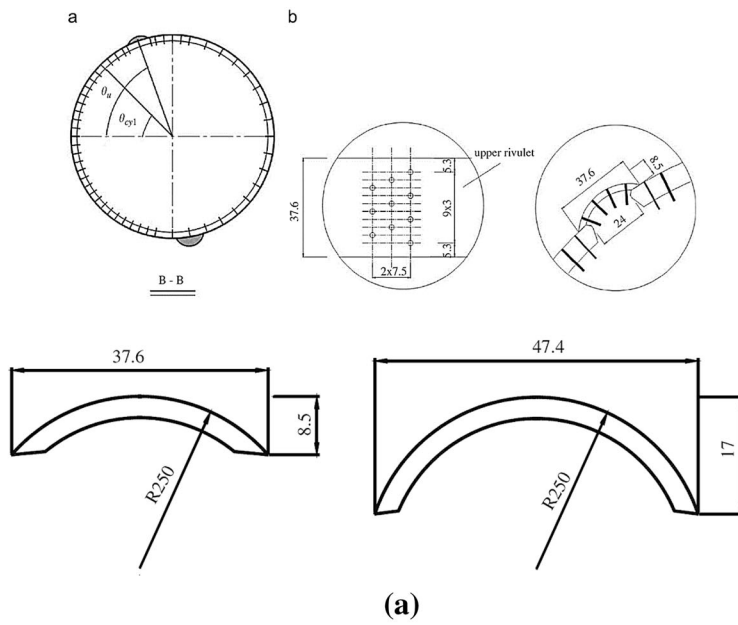 a
b
θu
θcy1
B - B
37.6
5.3
9x3
5.3
2x7.5
upper rivulet
37.6
8.5
24
37.6
8.5
R250
47.4
17
R250
(a)